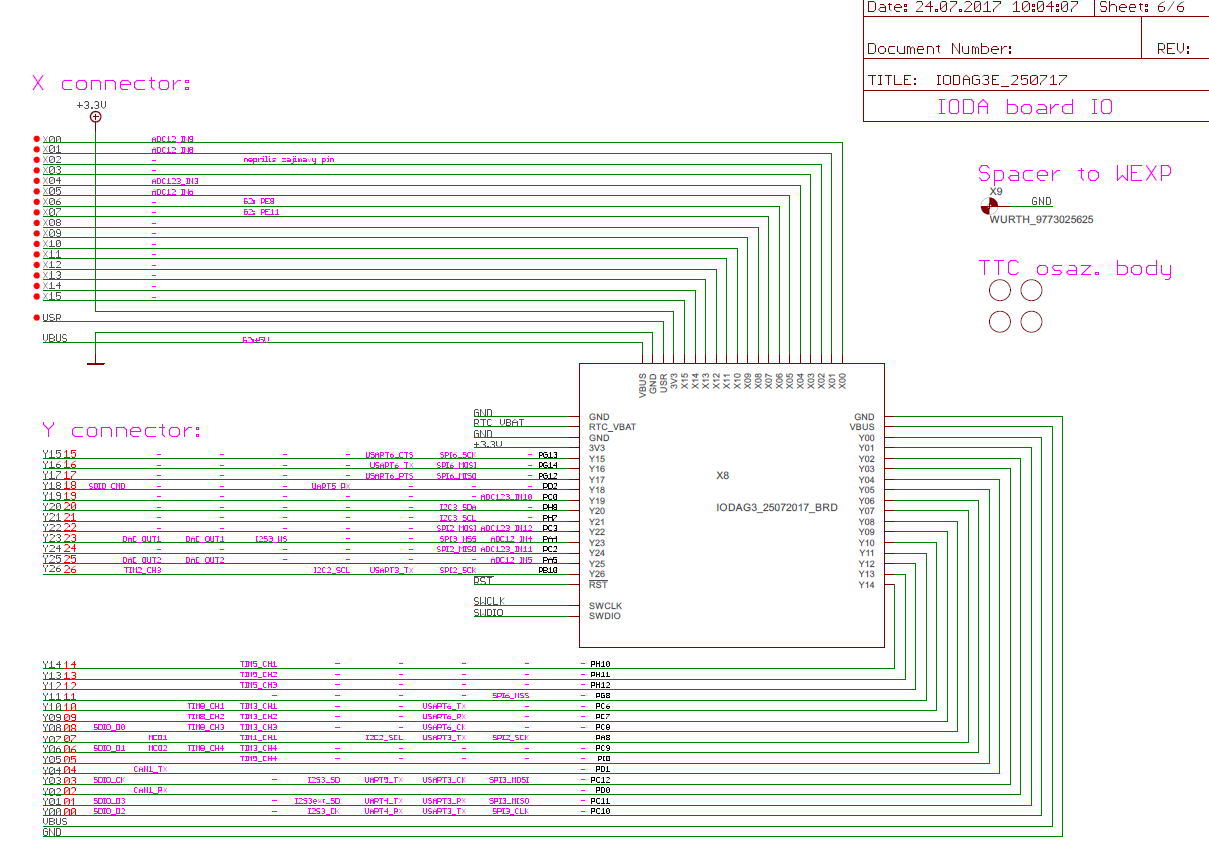 Date: 24.07.2017 10:04:07 Sheet: 6/6
Document Number: REV:
TITLE: IODAG3E_250717
IODA board IO
X connector:
+3.3V
X00 ADC12_IN9
X01 ADC12_IN8
X02 - neprilis zajimavy pin
X03 -
X04 ADC123_IN3
X05 ADC12_IN6
X06 -
X07 -
X08 -
X09 -
X10 -
X11 -
X12 -
X13 -
X14 -
X15 -
USR
VBUS
Spacer to WEXP
X9
GND
WURTH_9773025625
TTC osaz. body
VBUS GND USR 3V3 X15 X14 X13 X12 X11 X10 X09 X08 X07 X06 X05 X04 X03 X02 X01 X00
GND
RTC_VBAT
GND
+3.3V
GND
RTC_VBAT
GND
3V3
Y15
Y16
Y17
Y18
Y19
Y20
Y21
Y22
Y23
Y24
Y25
Y26
RST
SWCLK
SWDIO
X8
IODAG3_25072017_BRD
GND
VBUS
Y00
Y01
Y02
Y03
Y04
Y05
Y06
Y07
Y08
Y09
Y10
Y11
Y12
Y13
Y14
Y connector:
Y15 15 - - - USART6_CTS SPI6_SCK - PG13
Y16 16 - - - USART6_TX SPI6_MOSI - PG14
Y17 17 - - - SPI6_MISO - PG12
Y18 18 SDIO_CMD - - UART5_RX - - PD2
Y19 19 - - - - - ADC123_IN10 PC0
Y20 20 - - - - I2C3_SDA - PH8
Y21 21 - - - - I2C3_SCL - PH7
Y22 22 - - - - SPI2_MOSI ADC123_IN12 PC3
Y23 23 DAC_OUT1 DAC_OUT1 I2S3_WS - SPI3_NSS ADC12_IN4 PA4
Y24 24 - - - - SPI2_MISO ADC123_IN11 PC2
Y25 25 DAC_OUT2 DAC_OUT2 - - - ADC12_IN5 PA5
Y26 26 TIM2_CH3 - I2C2_SCL USART3_TX SPI2_SCK - PB10
RST
SWCLK
SWDIO
Y14 14 TIM5_CH1 - - - - - PH10
Y13 13 TIM5_CH2 - - - - - PH11
Y12 12 TIM5_CH3 - - - - - PH12
Y11 11 - - - - SPI6_NSS - PG8
Y10 10 TIM8_CH1 TIM3_CH1 - - USART6_TX - - PC6
Y09 09 TIM8_CH2 TIM3_CH2 - - USART6_RX - - PC7
Y08 08 SDIO_D0 TIM8_CH3 TIM3_CH3 - - USART6_CK - - PC8
Y07 07 MCO1 TIM1_CH1 - I2C2_SCL USART3_TX SPI2_SCK - PA8
Y06 06 SDIO_D1 MCO2 TIM8_CH4 TIM3_CH4 - - - - - PC9
Y05 05 TIM5_CH4 - - - - - PI0
Y04 04 CAN1_TX - PD1
Y03 03 SDIO_CK - I2S3_SD UART5_TX USART3_CK SPI3_MOSI - PC12
Y02 02 CAN1_RX - PD0
Y01 01 SDIO_D3 - I2S3ext_SD UART4_TX USART3_RX SPI3_MISO - PC11
Y00 00 SDIO_D2 - I2S3_CK UART4_RX USART3_TX SPI3_CLK - PC10
VBUS
GND